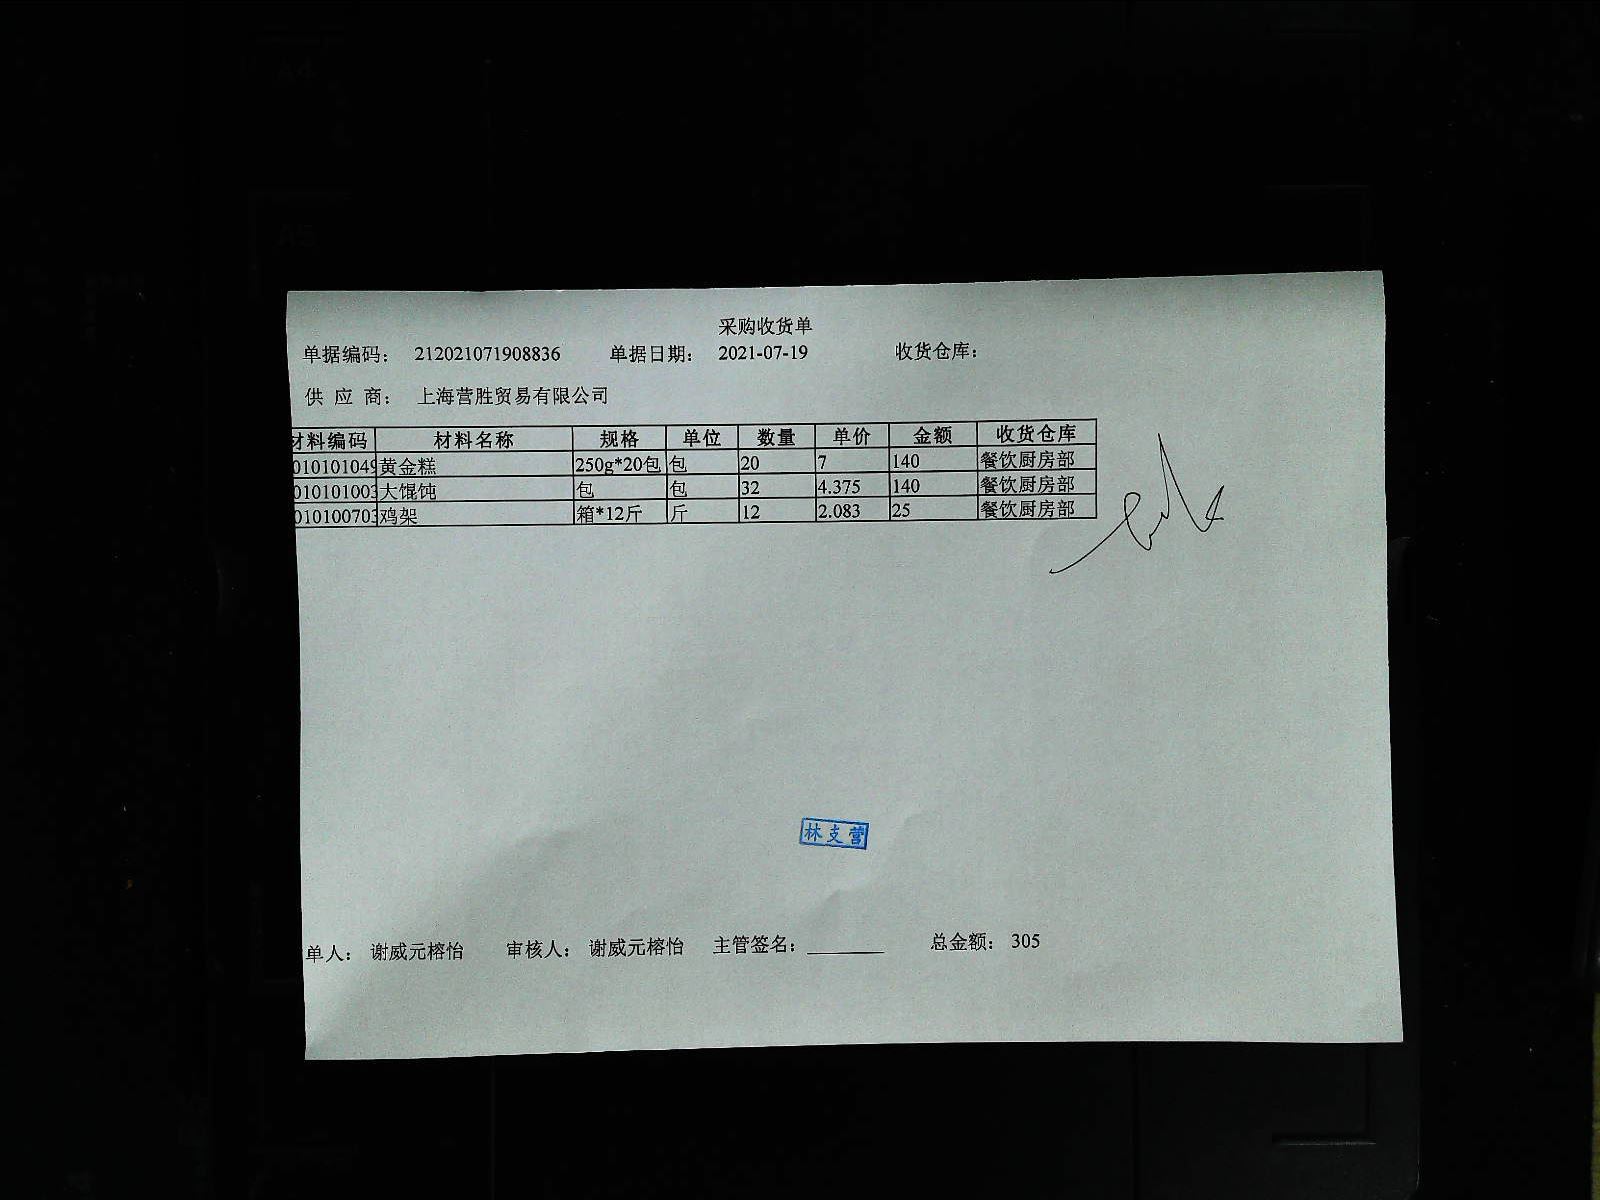 采购收货单
单据编码： 212021071908836 单据日期： 2021-07-19 收货仓库：
供 应 商： 上海营胜贸易有限公司
材料编码 材料名称 规格 单位 数量 单价 金额 收货仓库
010101049 黄金糕 250g*20包 包 20 7 140 餐饮厨房部
010101003 大馄饨 包 包 32 4.375 140 餐饮厨房部
010100703 鸡架 箱*12斤 斤 12 2.083 25 餐饮厨房部
林支营
单人： 谢威元榕怡 审核人： 谢威元榕怡 主管签名： 总金额： 305